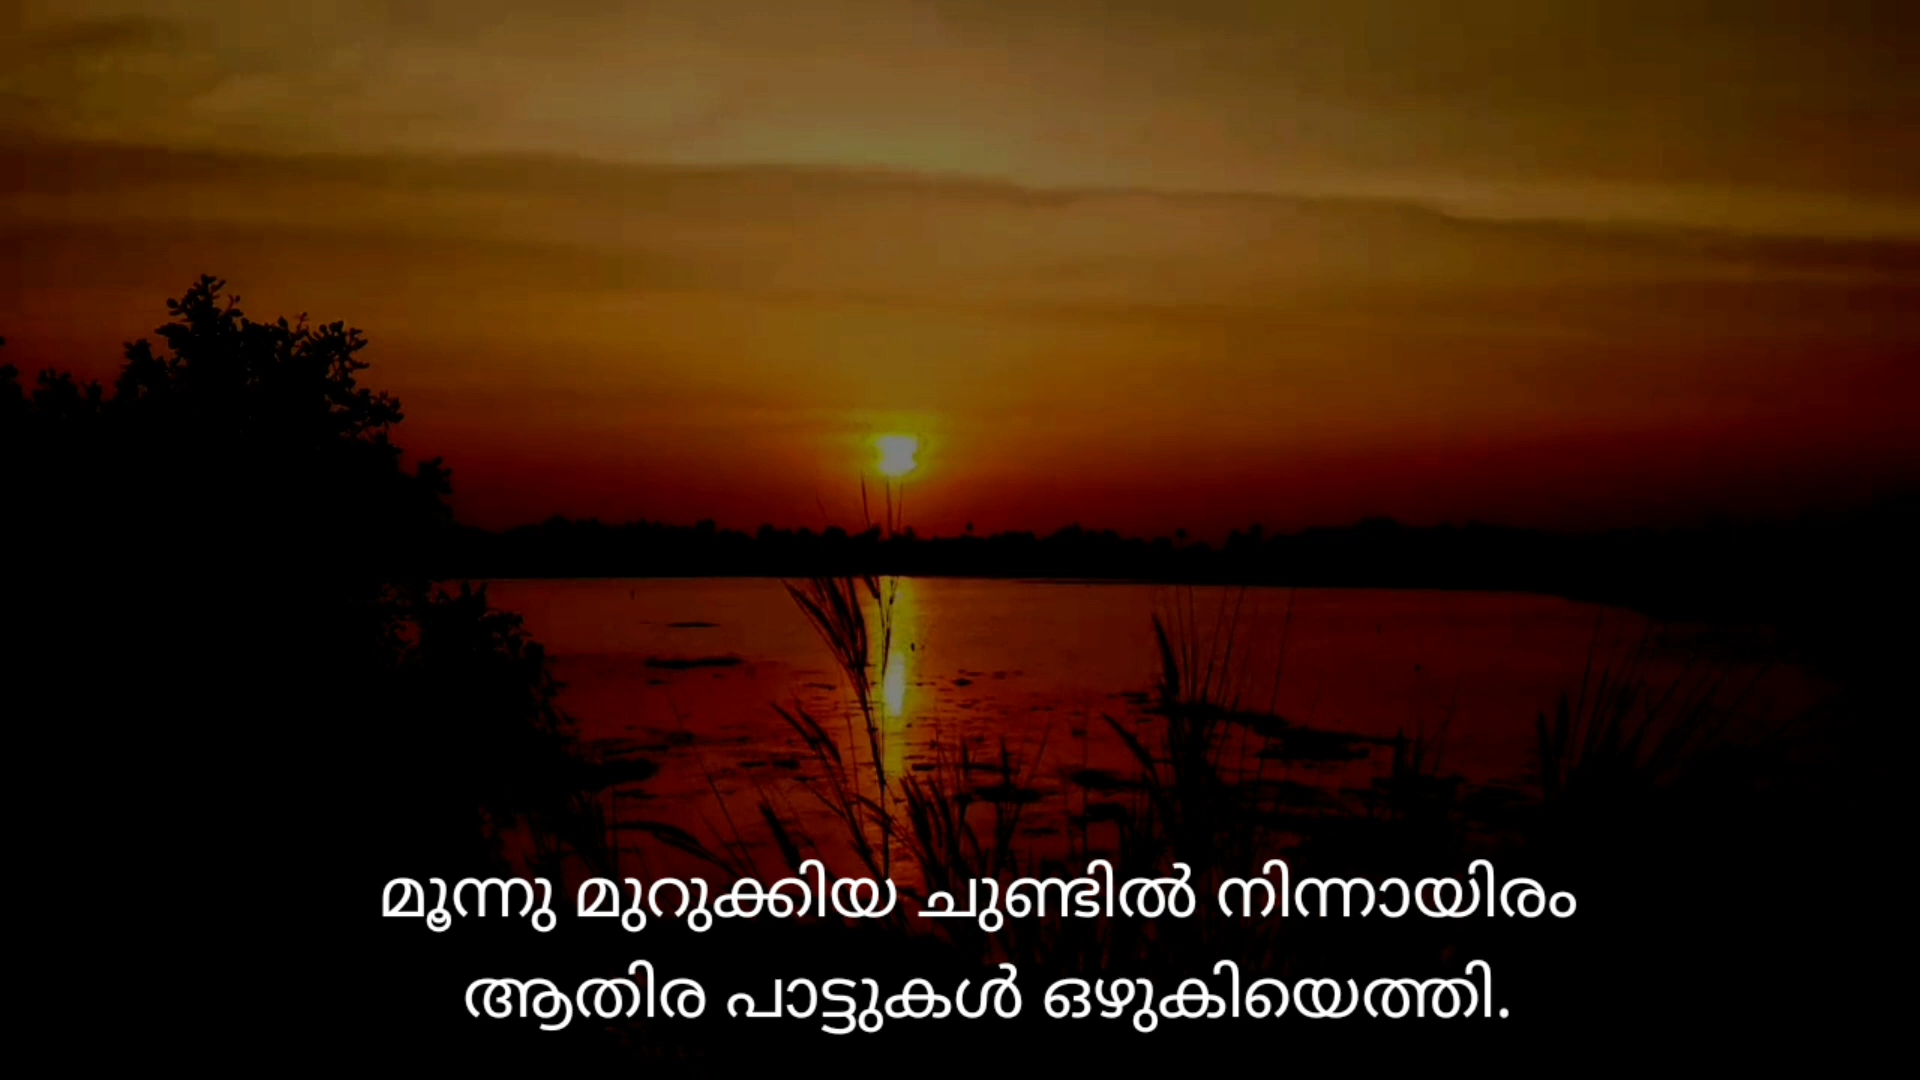 മൂന്നു മുറുക്കിയ ചുണ്ടിൽ നിന്നായിരം
ആതിര പാട്ടുകൾ ഒഴുകിയെത്തി.